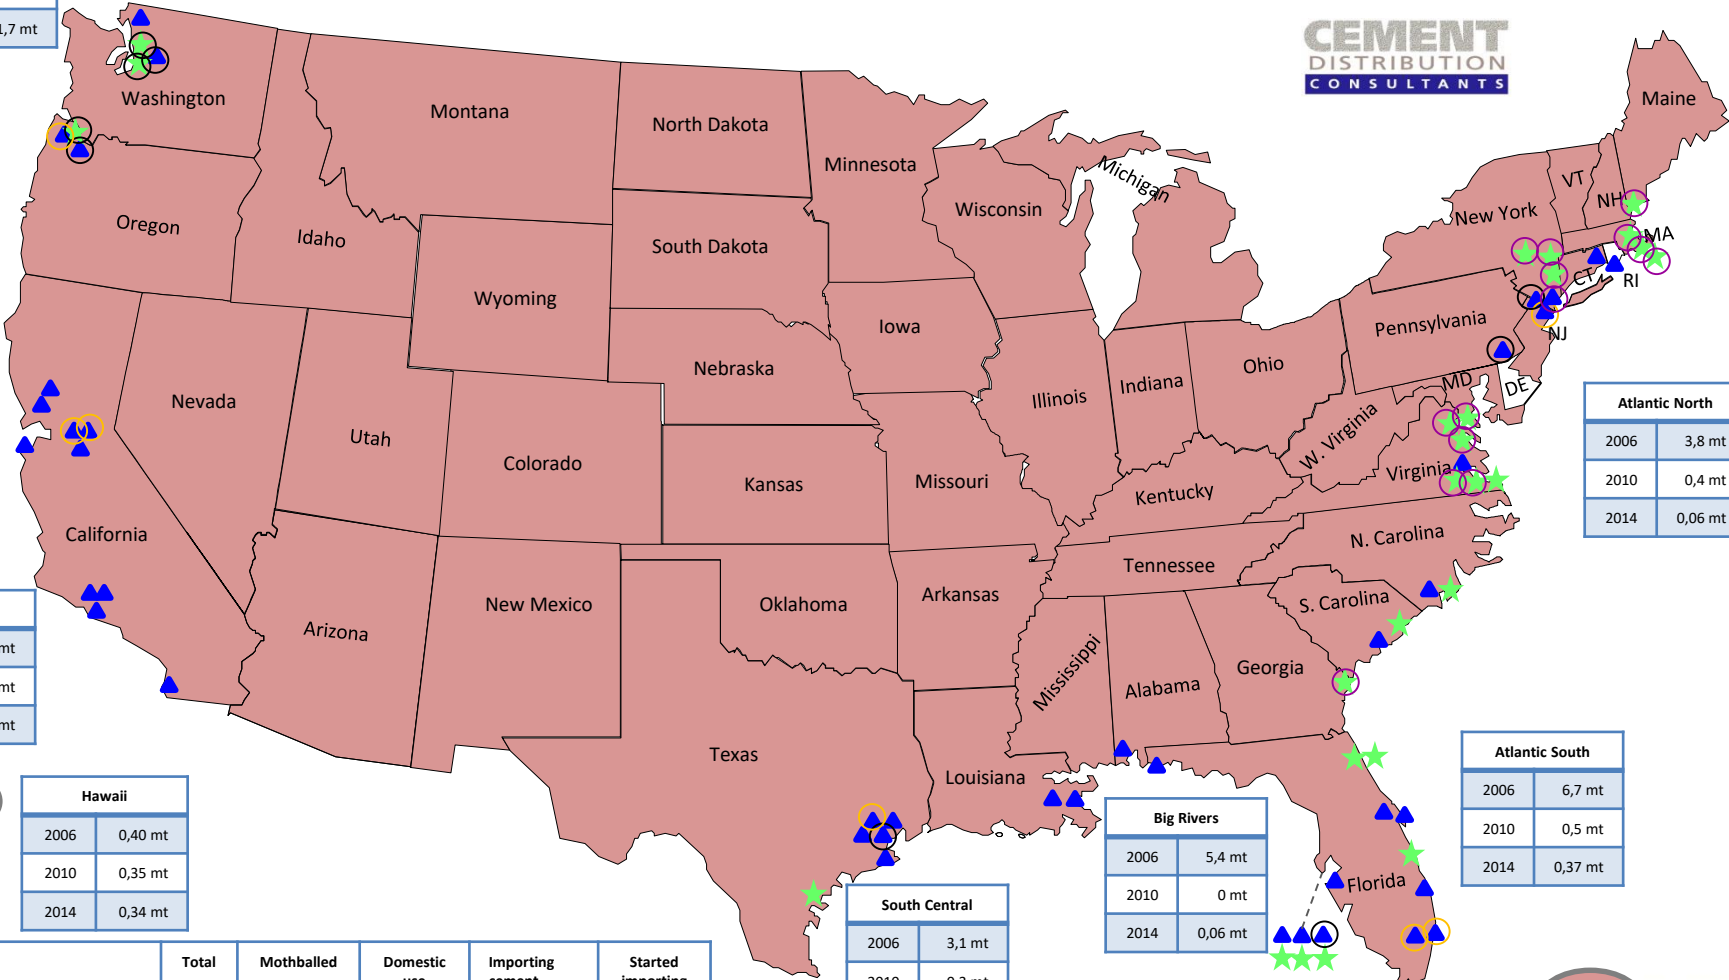 1,7 mt
CEMENT
DISTRIBUTION
CONSULTANTS
Washington
Montana
North Dakota
Minnesota
Michigan
Maine
VT
NH
New York
MA
Wisconsin
Oregon
Idaho
South Dakota
CT
RI
Wyoming
Iowa
Pennsylvania
NJ
Nebraska
Ohio
Indiana
Illinois
MD
DE
Nevada
Utah
Colorado
Kansas
Missouri
W. Virginia
Virginia
Kentucky
Atlantic North
2006 3,8 mt
2010 0,4 mt
2014 0,06 mt
California
N. Carolina
Tennessee
Oklahoma
Arkansas
S. Carolina
New Mexico
Arizona
Mississippi
Alabama
Georgia
mt
mt
mt
Texas
Louisiana
Florida
Atlantic South
2006 6,7 mt
2010 0,5 mt
2014 0,37 mt
Hawaii
2006 0,40 mt
2010 0,35 mt
2014 0,34 mt
Big Rivers
2006 5,4 mt
2010 0 mt
2014 0,06 mt
South Central
2006 3,1 mt
Total Mothballed Domestic Importing Started